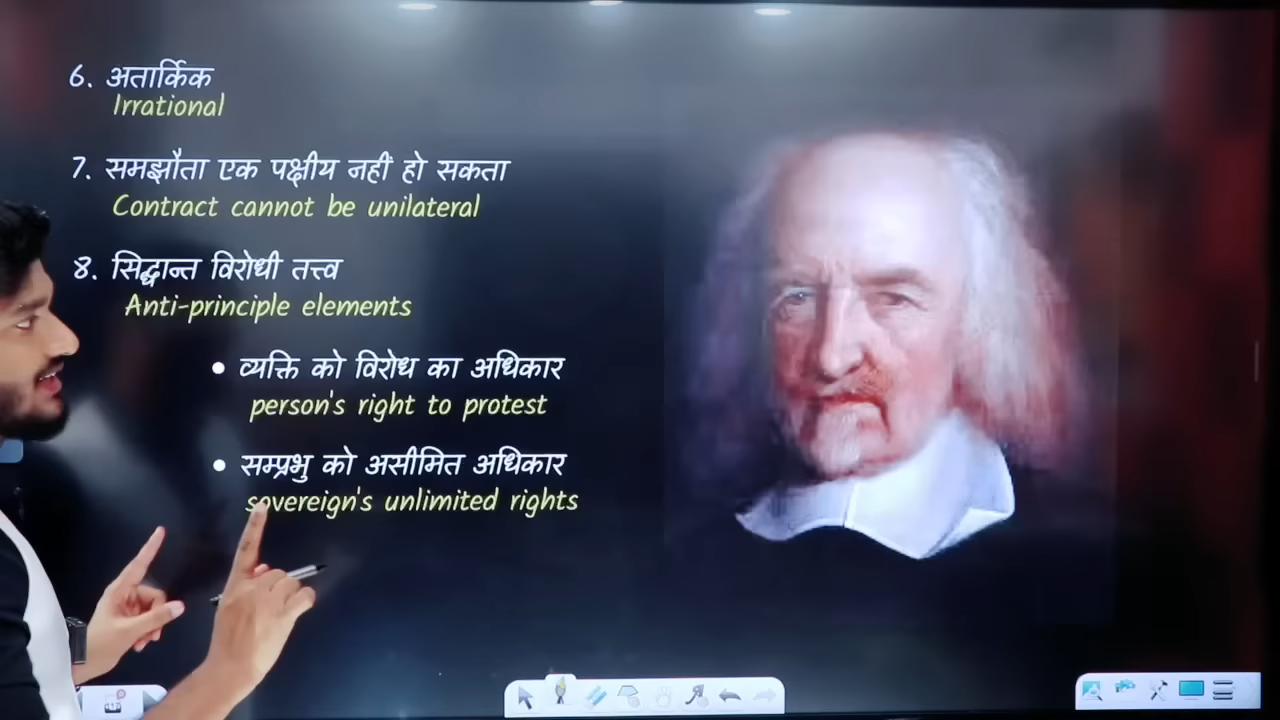 6. अतार्किक
Irrational
7. समझौता एक पक्षीय नहीं हो सकता
Contract cannot be unilateral
8. सिद्धान्त विरोधी तत्त्व
Anti-principle elements
• व्यक्ति को विरोध का अधिकार
person's right to protest
• सम्प्रभु को असीमित अधिकार
sovereign's unlimited rights